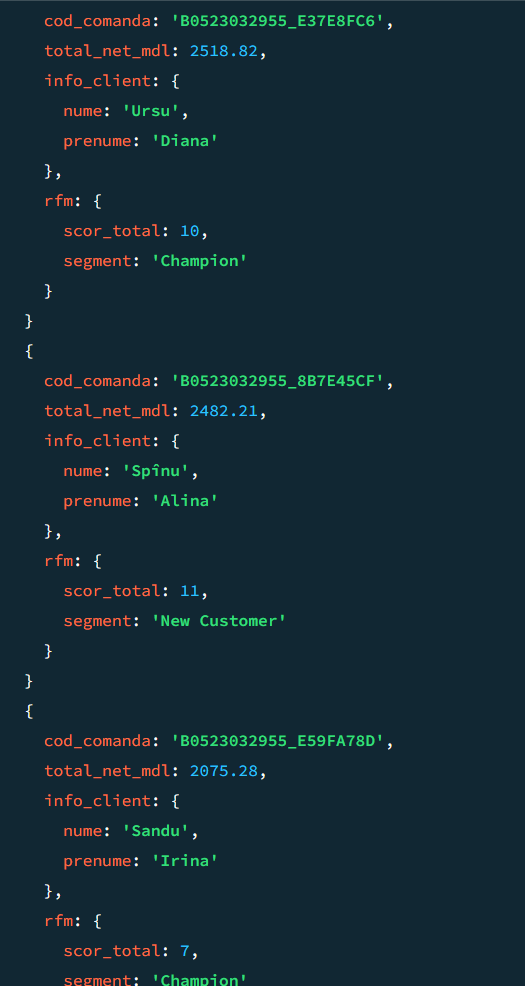 cod_comanda: 'B0523032955_E37E8FC6',
total_net_mdl: 2518.82,
info_client: {
nume: 'Ursu',
prenume: 'Diana'
},
rfm: {
scor_total: 10,
segment: 'Champion'
}
}
{
cod_comanda: 'B0523032955_8B7E45CF',
total_net_mdl: 2482.21,
info_client: {
nume: 'Spînu',
prenume: 'Alina'
},
rfm: {
scor_total: 11,
segment: 'New Customer'
}
}
{
cod_comanda: 'B0523032955_E59FA78D',
total_net_mdl: 2075.28,
info_client: {
nume: 'Sandu',
prenume: 'Irina'
},
rfm: {
scor_total: 7,
segment: 'Champion'